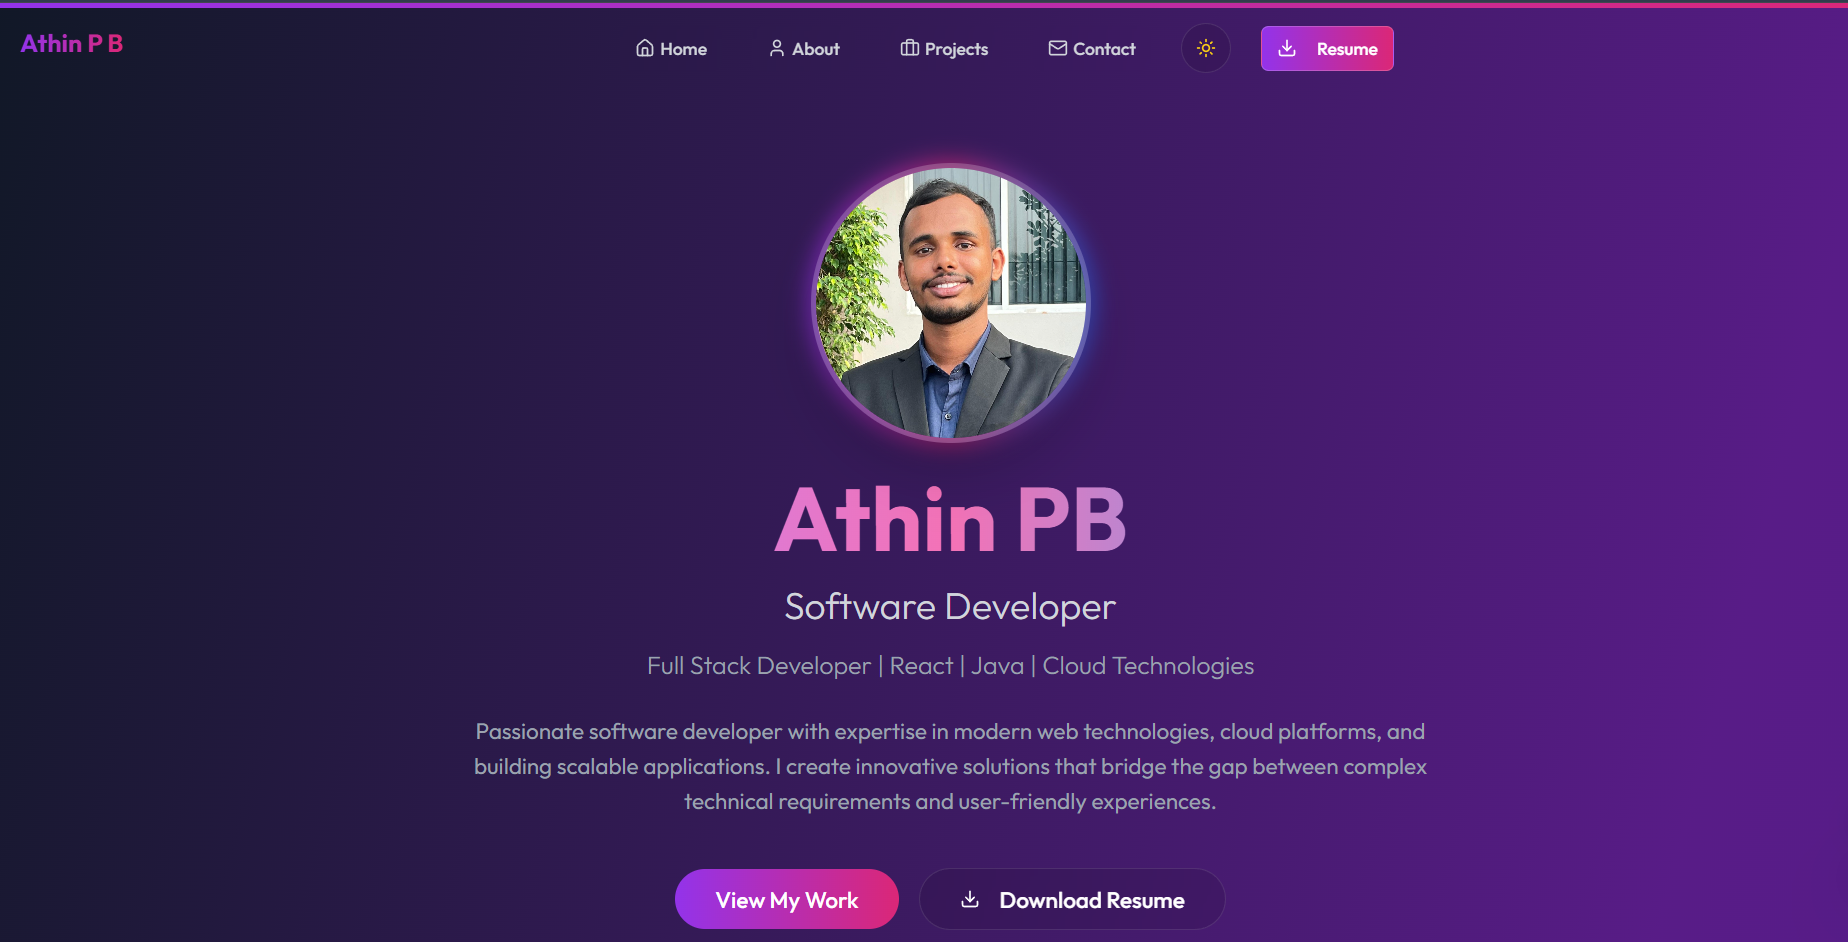 Athin P B
Home
About
Projects
Contact
Resume
Athin PB
Software Developer
Full Stack Developer | React | Java | Cloud Technologies
Passionate software developer with expertise in modern web technologies, cloud platforms, and
building scalable applications. I create innovative solutions that bridge the gap between complex
technical requirements and user-friendly experiences.
View My Work
Download Resume